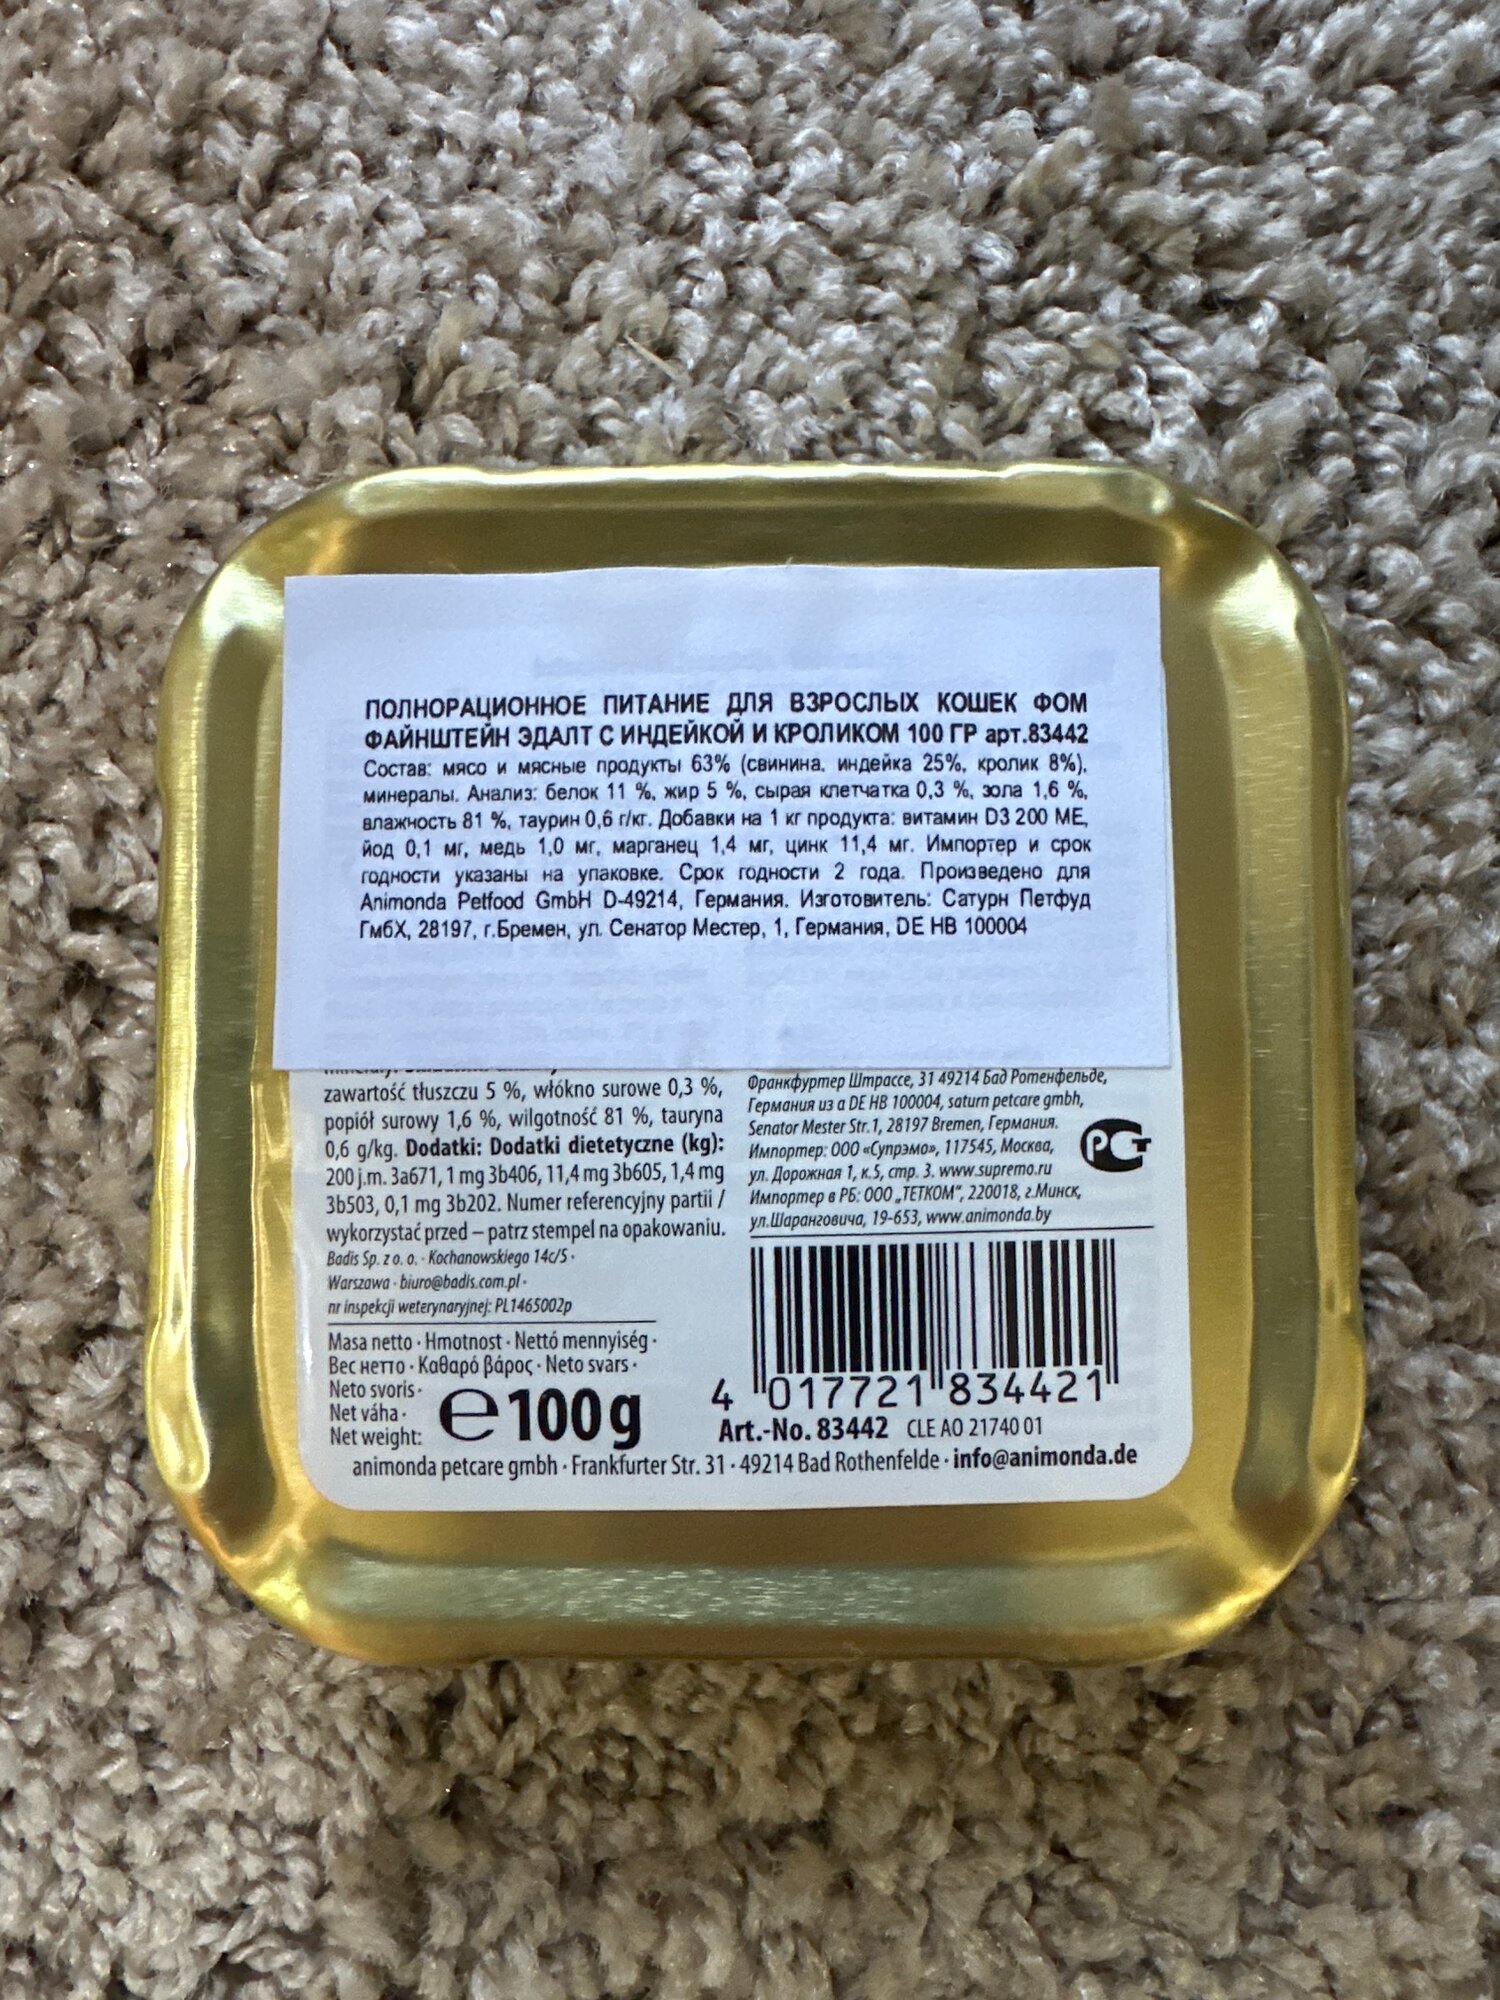 ПОЛНОРАЦИОННОЕ ПИТАНИЕ ДЛЯ ВЗРОСЛЫХ КОШЕК ФОМ
ФАЙНШТЕЙН ЭДАЛТ С ИНДЕЙКОЙ И КРОЛИКОМ 100 ГР арт.83442
Состав: мясо и мясные продукты 63% (свинина, индейка 25%, кролик 8%),
минералы. Анализ: белок 11 %, жир 5 %, сырая клетчатка 0,3 %, зола 1,6 %,
влажность 81 %, таурин 0,6 г/кг. Добавки на 1 кг продукта: витамин D3 200 МЕ,
йод 0,1 мг, медь 1,0 мг, марганец 1,4 мг, цинк 11,4 мг. Импортер и срок
годности указаны на упаковке. Срок годности 2 года. Произведено для
Animonda Petfood GmbH D-49214, Германия. Изготовитель: Сатурн Петфуд
ГмбХ, 28197, г.Бремен, ул. Сенатор Местер, 1, Германия, DE HB 100004
zawartość tłuszczu 5 %, włókno surowe 0,3 %,
popiół surowy 1,6 %, wilgotność 81 %, tauryna
0,6 g/kg. Dodatki: Dodatki dietetyczne (kg):
200 j.m. 3a671, 1 mg 3b406, 11,4 mg 3b605, 1,4 mg
3b503, 0,1 mg 3b202. Numer referencyjny partii /
wykorzystać przed – patrz stempel na opakowaniu.
Badis Sp. z o. o. · Kochanowskiego 14c/5 ·
Warszawa · biuro@badis.com.pl ·
nr inspekcji weterynaryjnej: PL1465002p
Masa netto · Hmotnost · Nettó mennyiség ·
Вес нетто · Καθαρό βάρος · Neto svars ·
Neto svoris ·
Net váha ·
Net weight:
℮ 100 g
Франкфуртер Штрассе, 31 49214 Бад Ротенфельде,
Германия из а DE HB 100004, saturn petcare gmbh,
Senator Mester Str. 1, 28197 Bremen, Германия.
Импортер: ООО «Супрэмо», 117545, Москва,
ул. Дорожная 1, к.5, стр. 3. www.supremo.ru
Импортер в РБ: ООО „ТЕТКОМ“, 220018, г.Минск,
ул.Шаранговича, 19-653, www.animonda.by
РСТ
4 017721 834421
Art.-No. 83442 CLE AO 21740 01
animonda petcare gmbh · Frankfurter Str. 31 · 49214 Bad Rothenfelde · info@animonda.de